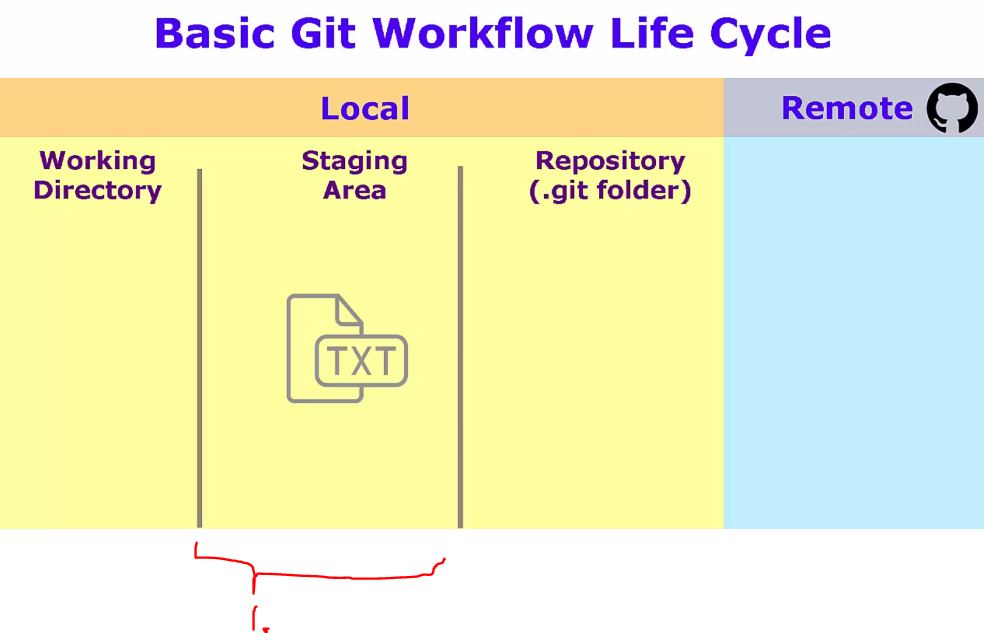 Basic Git Workflow Life Cycle
Local
Remote
Working
Directory
Staging
Area
Repository
(.git folder)
TXT